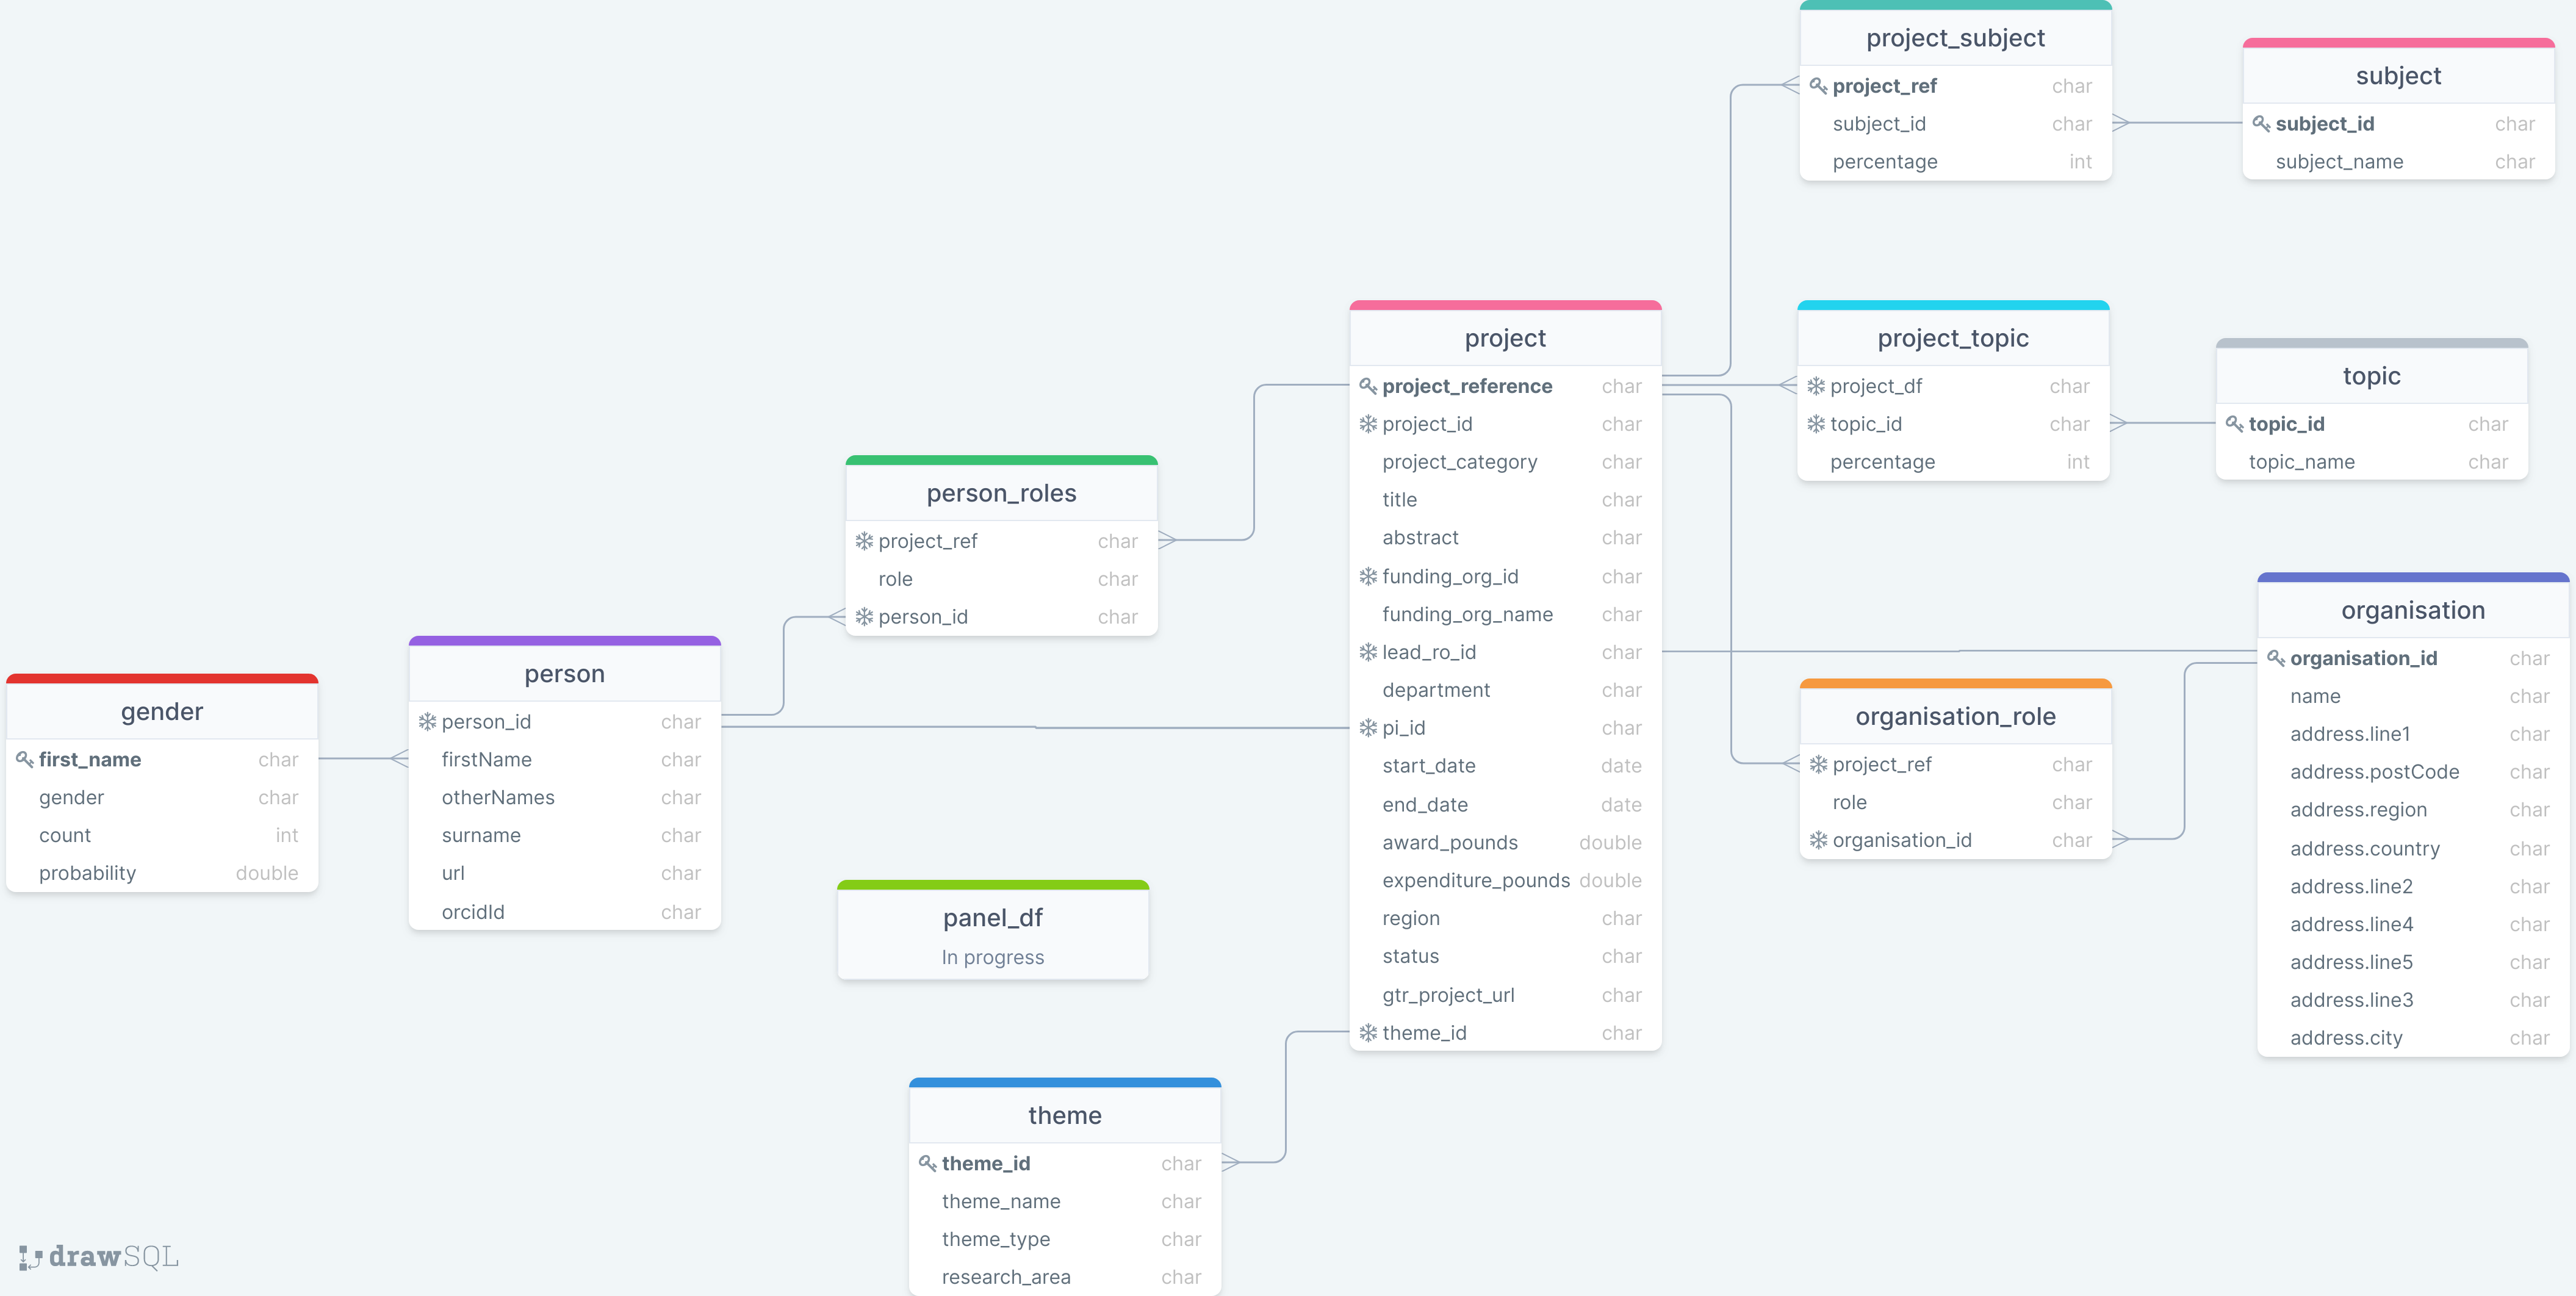 project_subject
project_ref char
subject_id char
percentage int
subject
subject_id char
subject_name char
project
project_reference char
project_id char
project_category char
title char
abstract char
funding_org_id char
funding_org_name char
lead_ro_id char
department char
pi_id char
start_date date
end_date date
award_pounds double
expenditure_pounds double
region char
status char
gtr_project_url char
theme_id char
project_topic
project_df char
topic_id char
percentage int
topic
topic_id char
topic_name char
person_roles
project_ref char
role char
person_id char
organisation
organisation_id char
name char
address.line1 char
address.postCode char
address.region char
address.country char
address.line2 char
address.line4 char
address.line5 char
address.line3 char
address.city char
person
person_id char
firstName char
otherNames char
surname char
url char
orcidId char
gender
first_name char
gender char
count int
probability double
organisation_role
project_ref char
role char
organisation_id char
panel_df
In progress
theme
theme_id char
theme_name char
theme_type char
research_area char
drawSQL